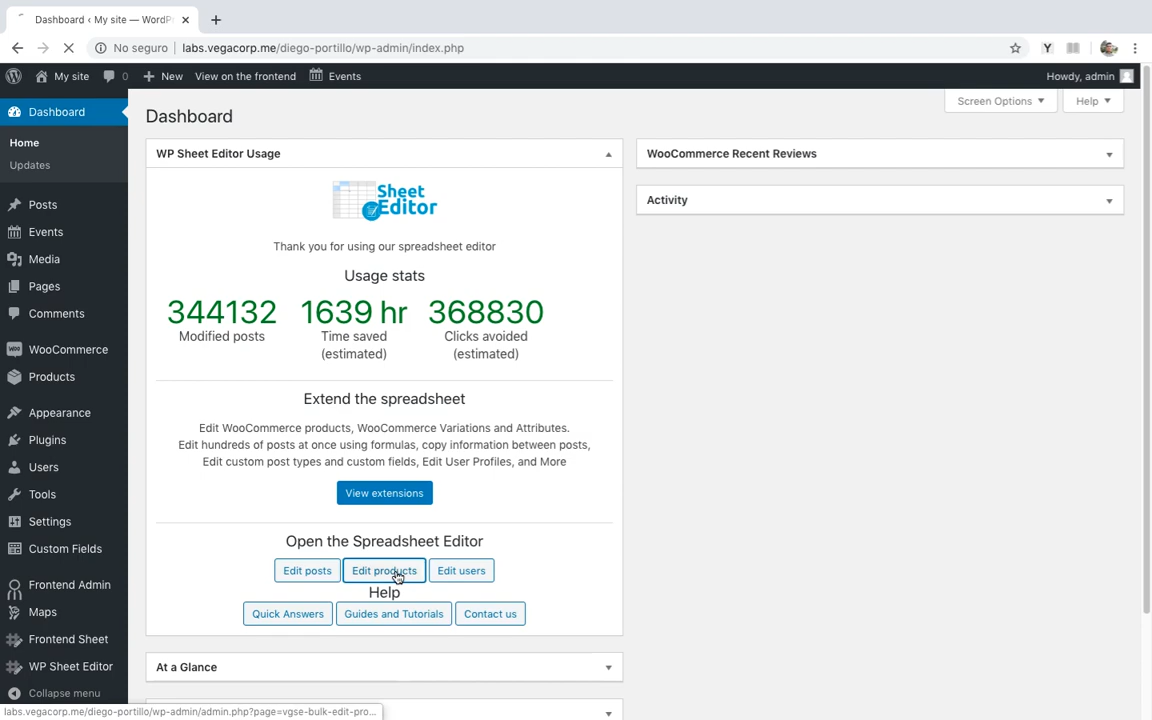 Dashboard ‹ My site — WordP
No seguro | labs.vegacorp.me/diego-portillo/wp-admin/index.php
Y
My site 0 New View on the frontend Events Howdy, admin
Screen Options Help
Dashboard
Home
Updates
Posts
Events
Media
Pages
Comments
WooCommerce
Products
Appearance
Plugins
Users
Tools
Settings
Custom Fields
Frontend Admin
Maps
Frontend Sheet
WP Sheet Editor
Collapse menu
Dashboard
WP Sheet Editor Usage
Sheet
Editor
Thank you for using our spreadsheet editor
Usage stats
344132 1639 hr 368830
Modified posts Time saved Clicks avoided
(estimated) (estimated)
Extend the spreadsheet
Edit WooCommerce products, WooCommerce Variations and Attributes.
Edit hundreds of posts at once using formulas, copy information between posts,
Edit custom post types and custom fields, Edit User Profiles, and More
View extensions
Open the Spreadsheet Editor
Edit posts Edit products Edit users
Help
Quick Answers Guides and Tutorials Contact us
At a Glance
WooCommerce Recent Reviews
Activity
labs.vegacorp.me/diego-portillo/wp-admin/admin.php?page=vgse-bulk-edit-pro...